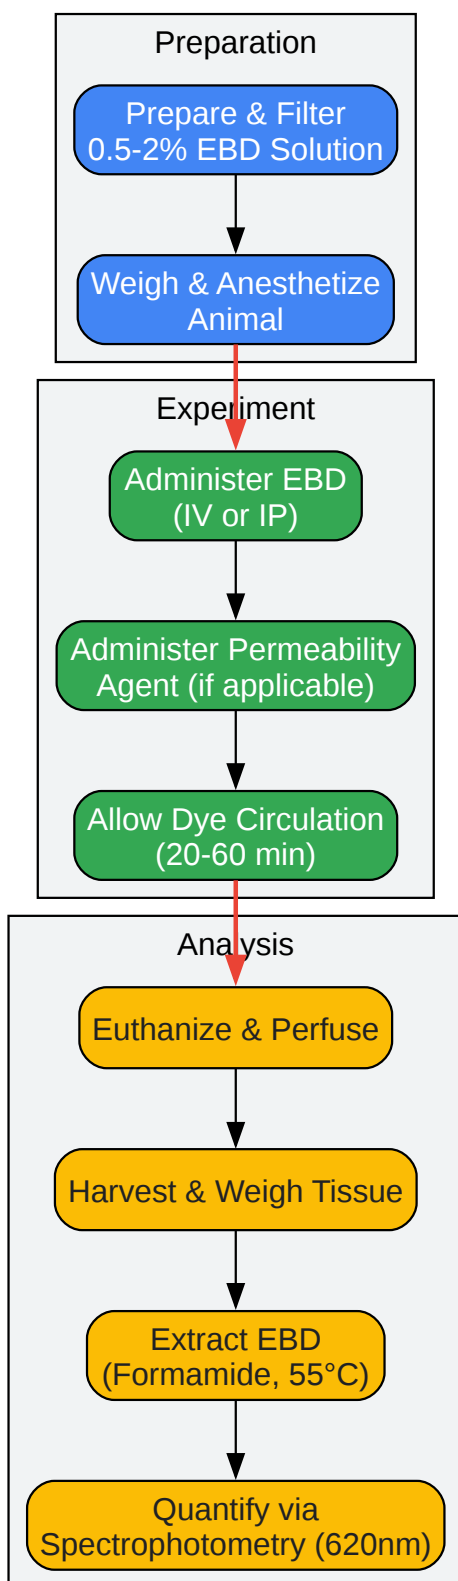 Preparation
Prepare & Filter
0.5-2% EBD Solution
Weigh & Anesthetize
Animal
Experiment
Administer EBD
(IV or IP)
Administer Permeability
Agent (if applicable)
Allow Dye Circulation
(20-60 min)
Analysis
Euthanize & Perfuse
Harvest & Weigh Tissue
Extract EBD
(Formamide, 55°C)
Quantify via
Spectrophotometry (620nm)